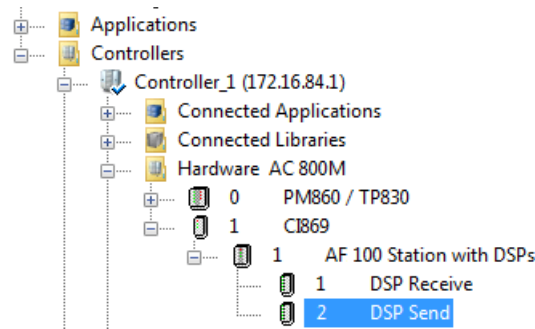 Applications
Controllers
Controller_1 (172.16.84.1)
Connected Applications
Connected Libraries
Hardware AC 800M
0 PM860 / TP830
1 CI869
1 AF 100 Station with DSPs
1 DSP Receive
2 DSP Send